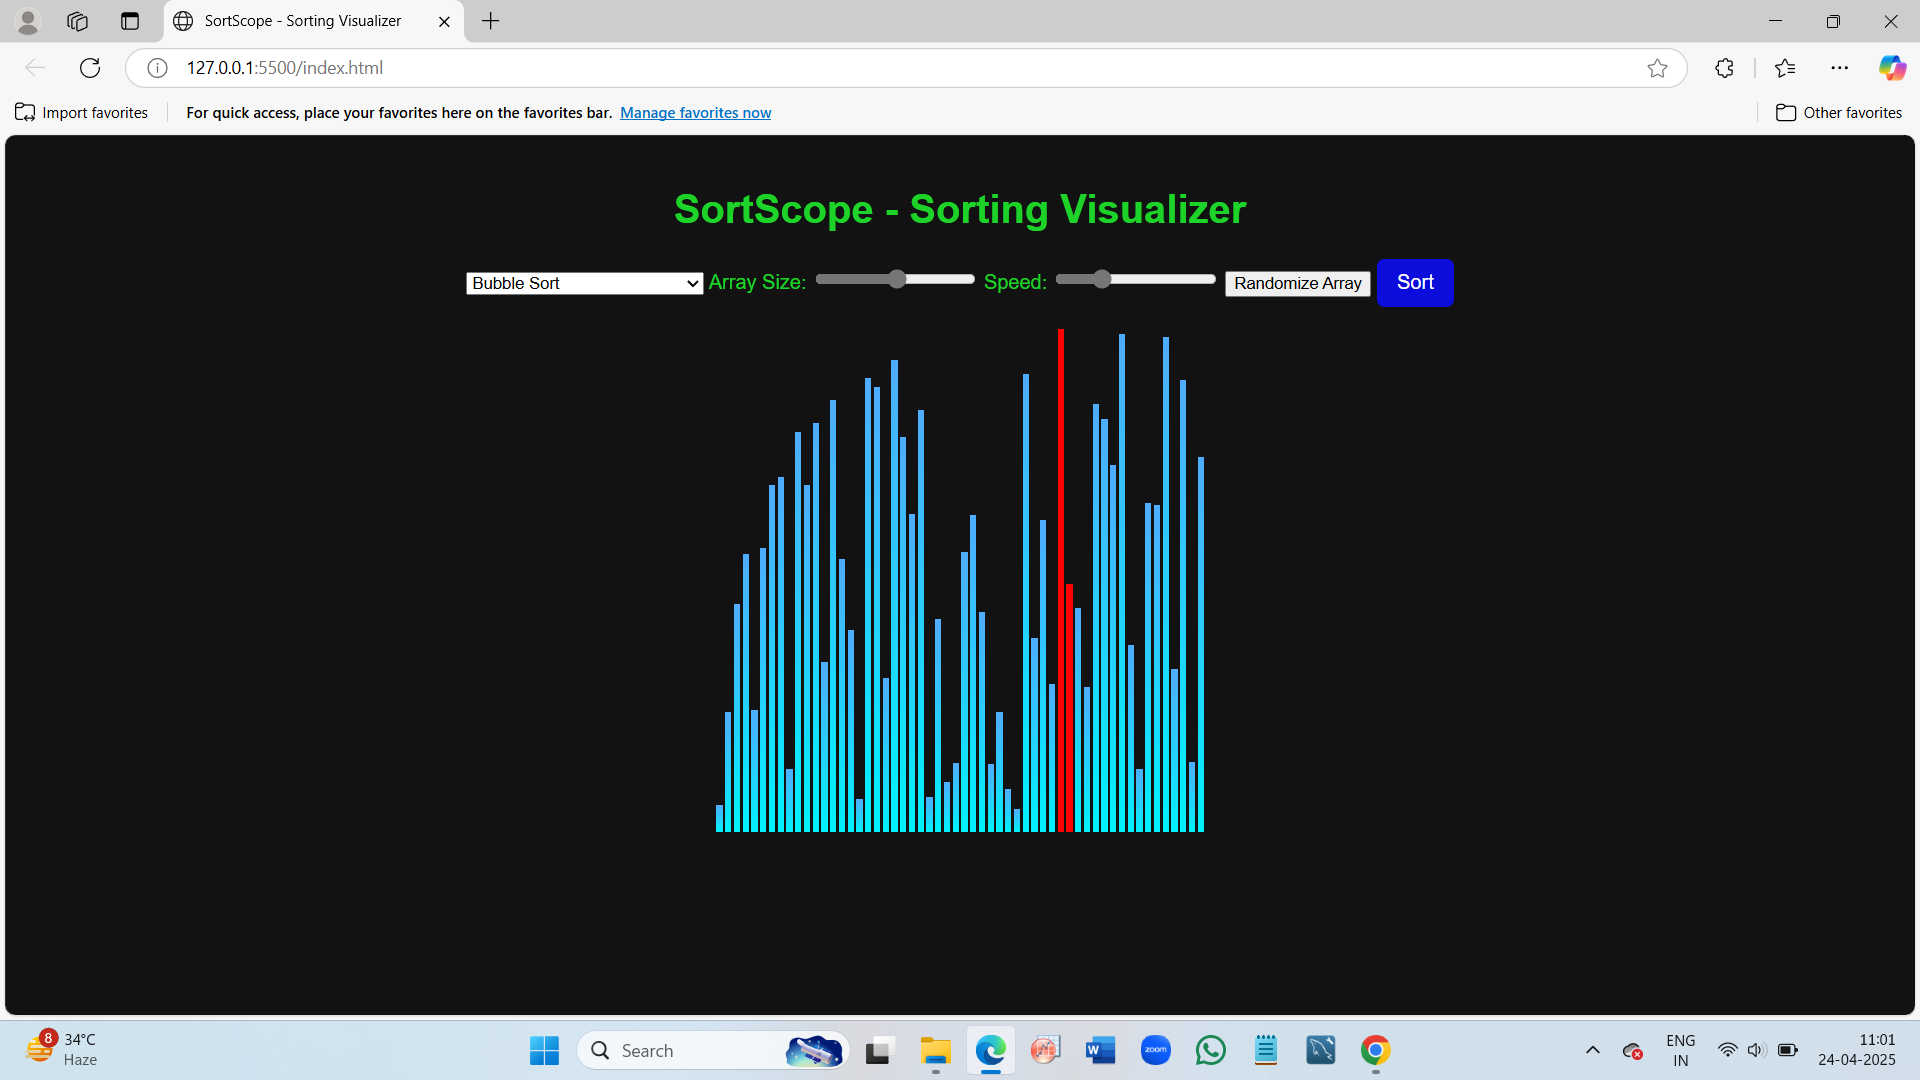 SortScope - Sorting Visualizer
127.0.0.1:5500/index.html
Import favorites
For quick access, place your favorites here on the favorites bar. Manage favorites now
Other favorites
SortScope - Sorting Visualizer
Bubble Sort Array Size: Speed: Randomize Array Sort
8
34°C
Haze
Search
W
zoom
ENG
IN
11:01
24-04-2025